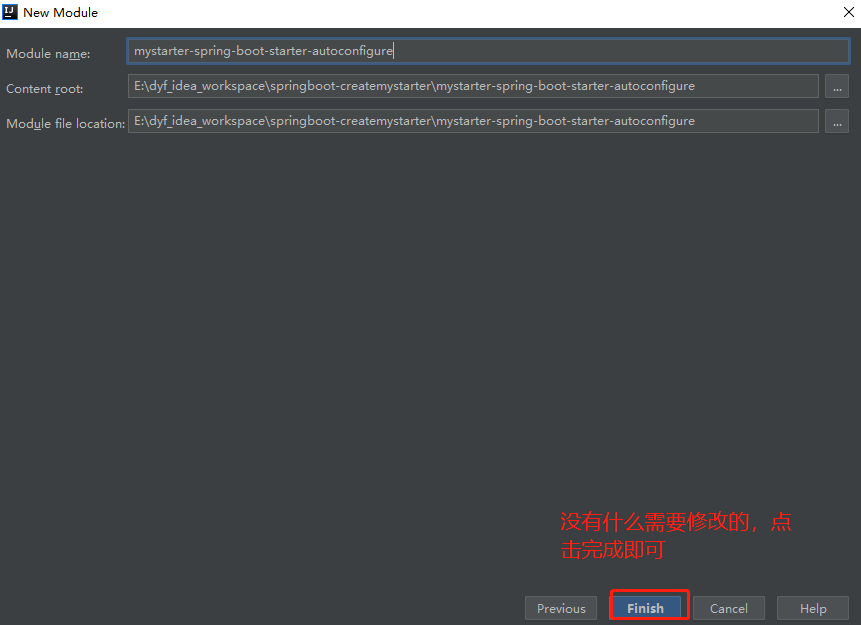 New Module
Module name: mystarter-spring-boot-starter-autoconfigure
Content root: E:\dyf_idea_workspace\springboot-createmystarter\mystarter-spring-boot-starter-autoconfigure ...
Module file location: E:\dyf_idea_workspace\springboot-createmystarter\mystarter-spring-boot-starter-autoconfigure ...
没有什么需要修改的，点
击完成即可
Previous Finish Cancel Help